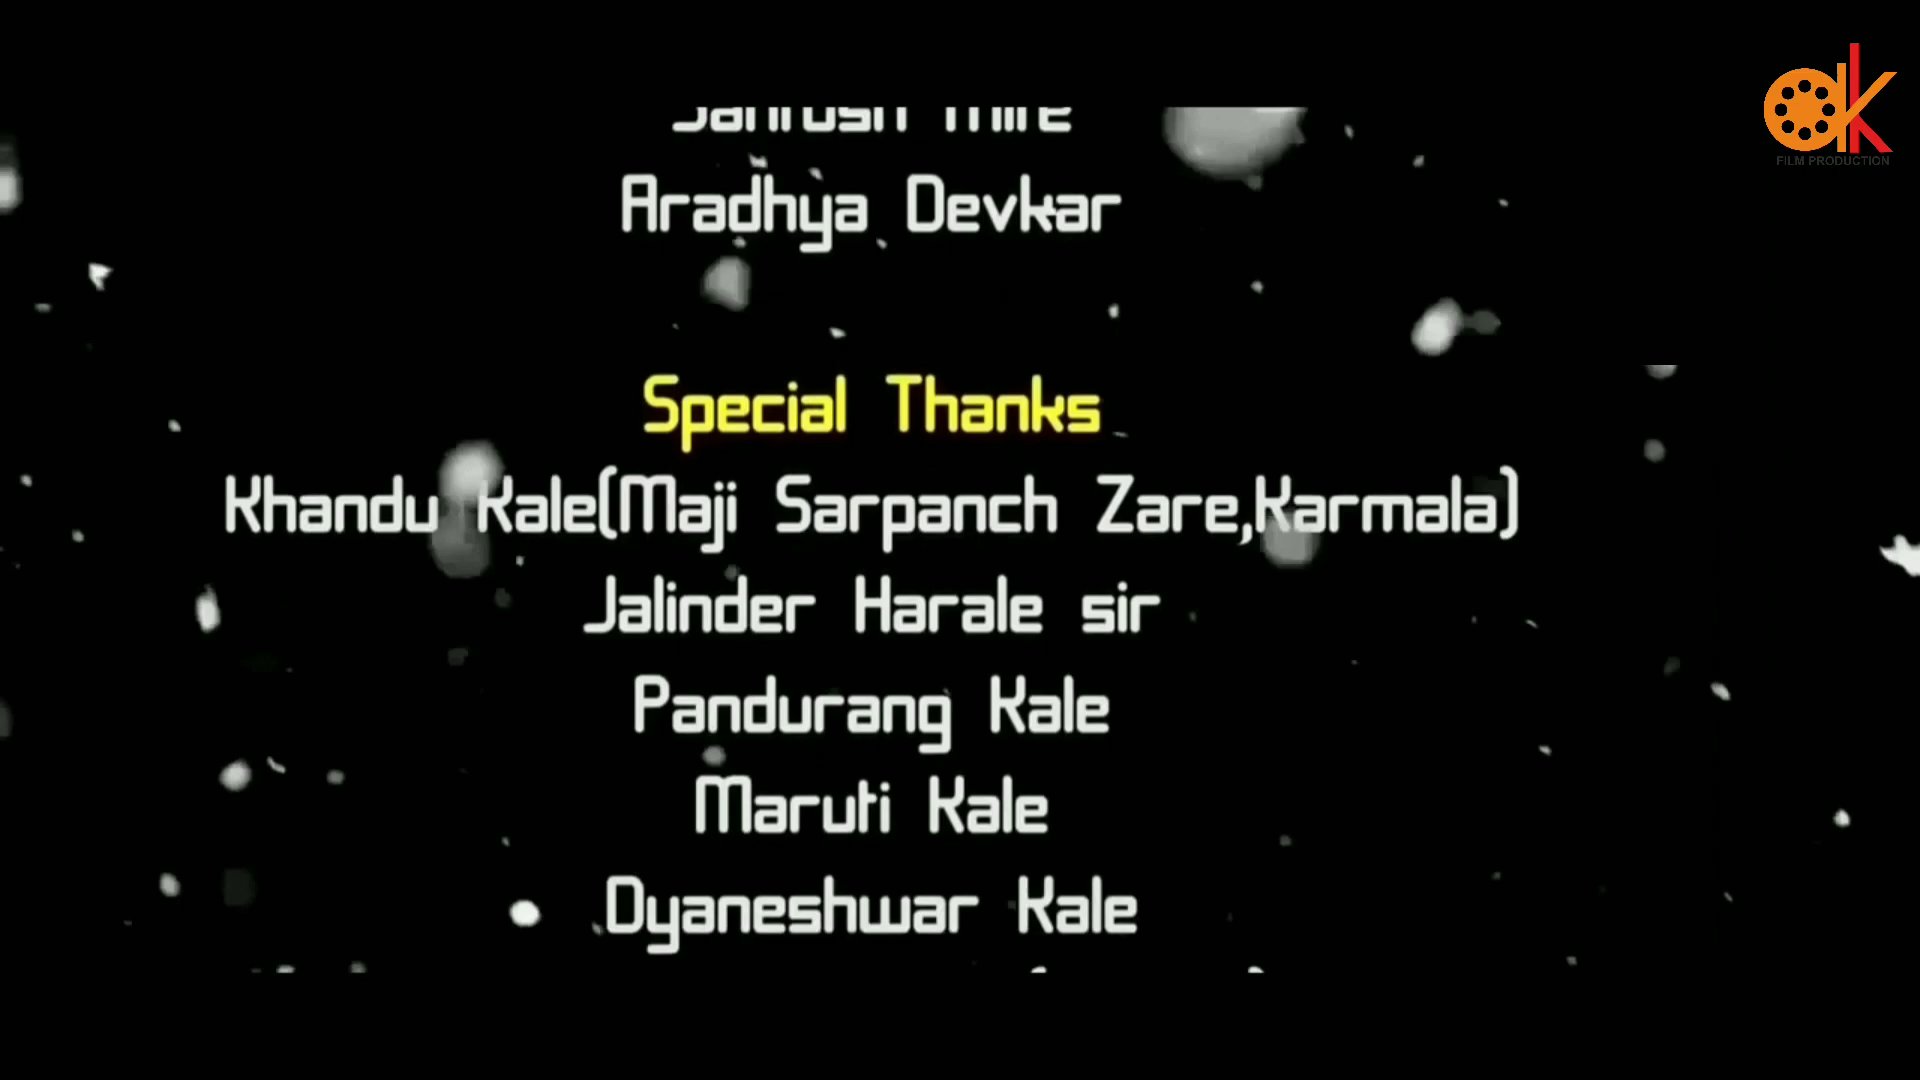 Aradhya Devkar
Special Thanks
Khandu Kale(Maji Sarpanch Zare,Karmala)
Jalinder Harale sir
Pandurang Kale
Maruti Kale
Dyaneshwar Kale
ak
FILM PRODUCTION